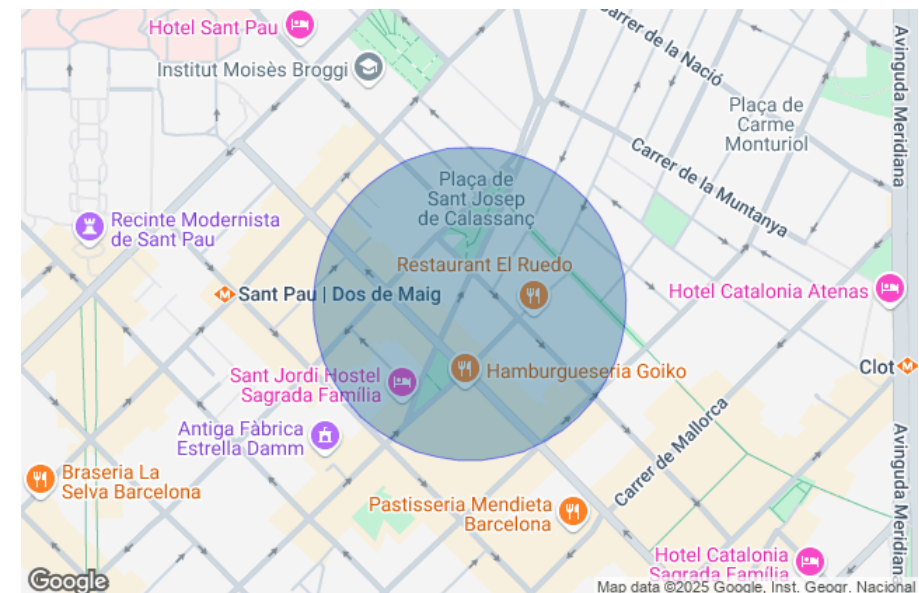 Hotel Sant Pau
Institut Moisès Broggi
Carrer de la Nació
Avinguda Meridiana
Plaça de
Carme
Monturiol
Carrer de la Muntanya
Plaça de
Sant Josep
de Calassanç
Recinte Modernista
de Sant Pau
Restaurant El Ruedo
Sant Pau | Dos de Maig
Hotel Catalonia Atenas
Clot
Hamburgueseria Goiko
Sant Jordi Hostel
Sagrada Família
Antiga Fàbrica
Estrella Damm
Carrer de Mallorca
Avinguda Meridiana
Braseria La
Selva Barcelona
Pastisseria Mendieta
Barcelona
Hotel Catalonia
Sagrada Família
Google
Map data ©2025 Google, Inst. Geogr. Nacional